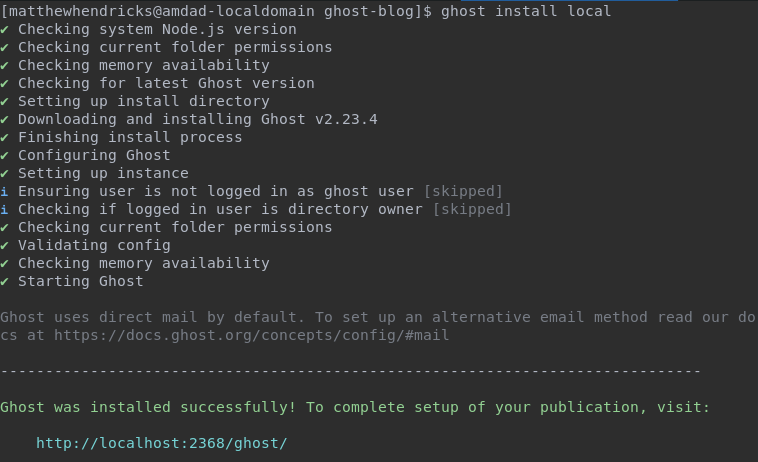 [matthewhendricks@amdad-localdomain ghost-blog]$ ghost install local
✔ Checking system Node.js version
✔ Checking current folder permissions
✔ Checking memory availability
✔ Checking for latest Ghost version
✔ Setting up install directory
✔ Downloading and installing Ghost v2.23.4
✔ Finishing install process
✔ Configuring Ghost
✔ Setting up instance
ℹ Ensuring user is not logged in as ghost user [skipped]
ℹ Checking if logged in user is directory owner [skipped]
✔ Checking current folder permissions
✔ Validating config
✔ Checking memory availability
✔ Starting Ghost
Ghost uses direct mail by default. To set up an alternative email method read our do
cs at https://docs.ghost.org/concepts/config/#mail
------------------------------------------------------------------------------
Ghost was installed successfully! To complete setup of your publication, visit:
http://localhost:2368/ghost/